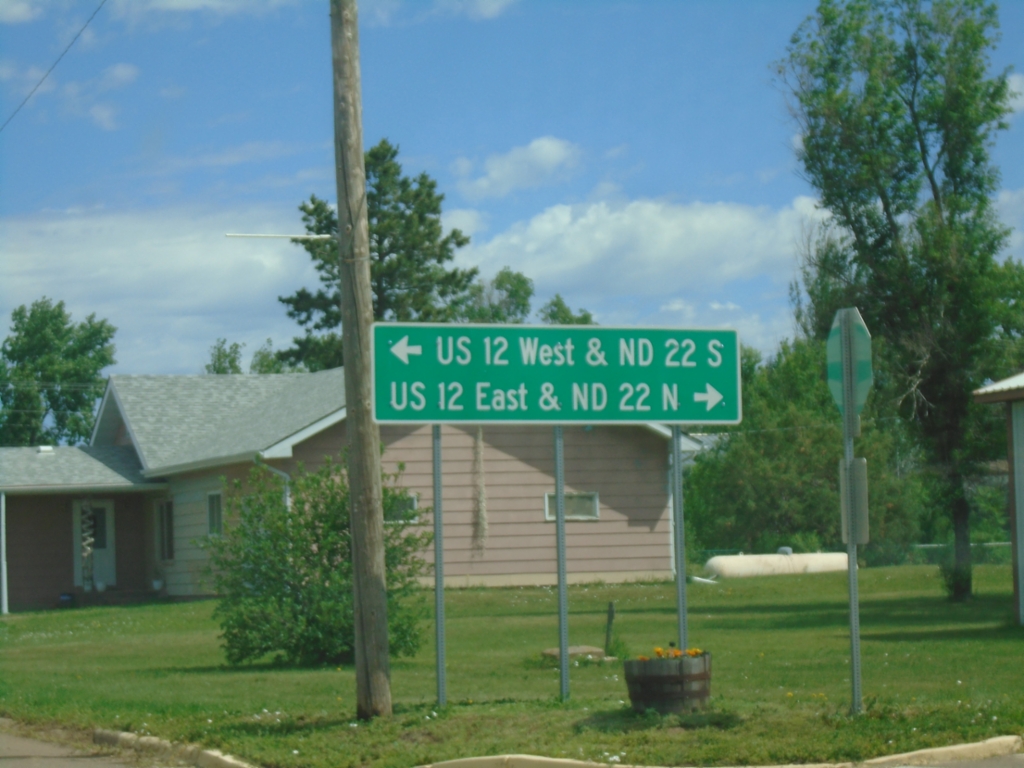 ← US 12 West & ND 22 S
US 12 East & ND 22 N →